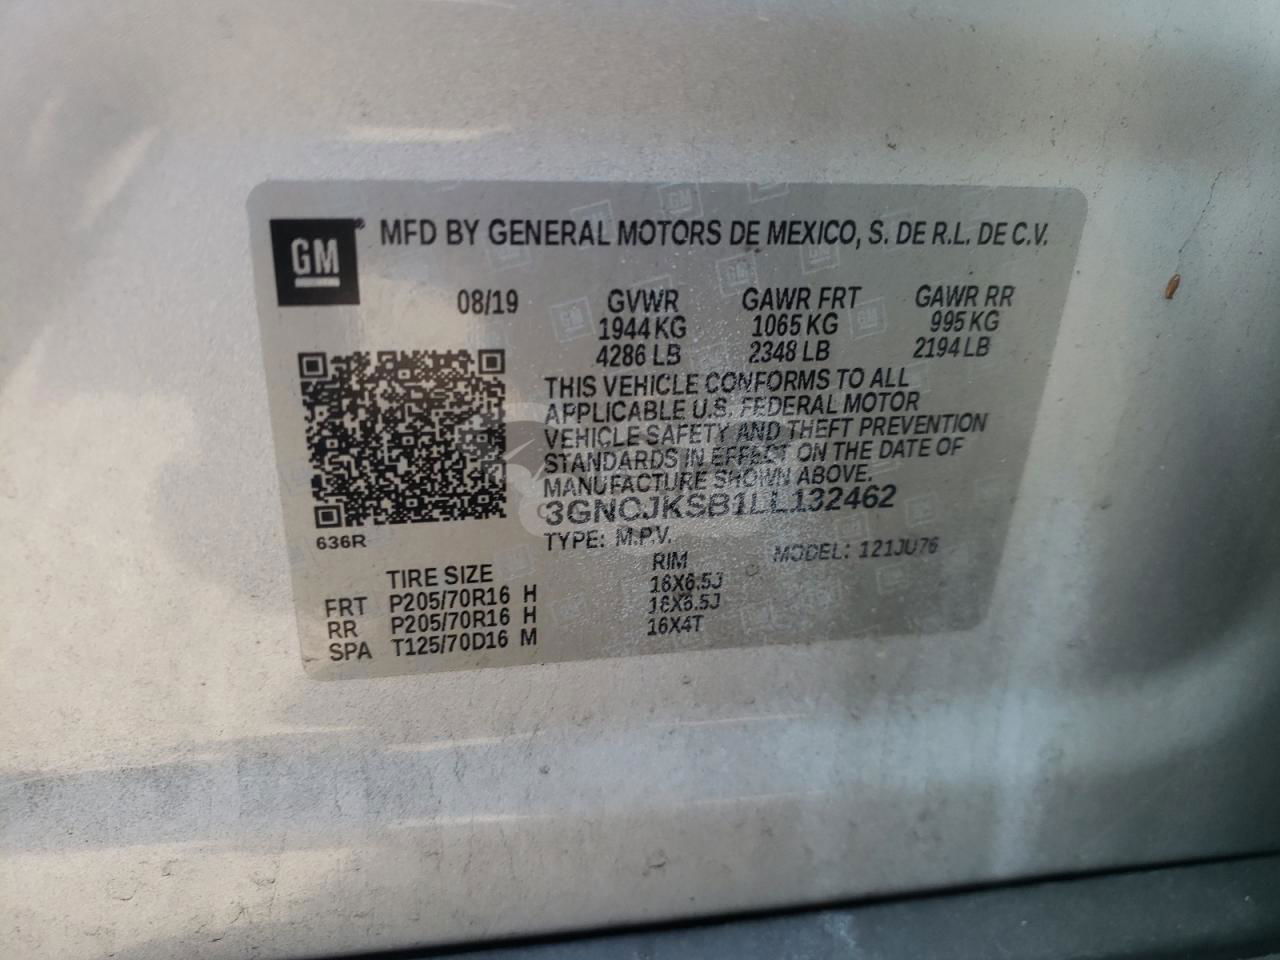 GM
MFD BY GENERAL MOTORS DE MEXICO, S. DE R.L. DE C.V.
08/19 GVWR GAWR FRT GAWR RR
1944 KG 1065 KG 995 KG
4286 LB 2348 LB 2194 LB
THIS VEHICLE CONFORMS TO ALL
APPLICABLE U.S. FEDERAL MOTOR
VEHICLE SAFETY AND THEFT PREVENTION
STANDARDS IN EFFECT ON THE DATE OF
MANUFACTURE SHOWN ABOVE.
3GNCJKSB1LL132462
636R
TYPE: M.P.V. MODEL: 121JU76
TIRE SIZE RIM
FRT P205/70R16 H 16X6.5J
RR P205/70R16 H 16X6.5J
SPA T125/70D16 M 16X4T